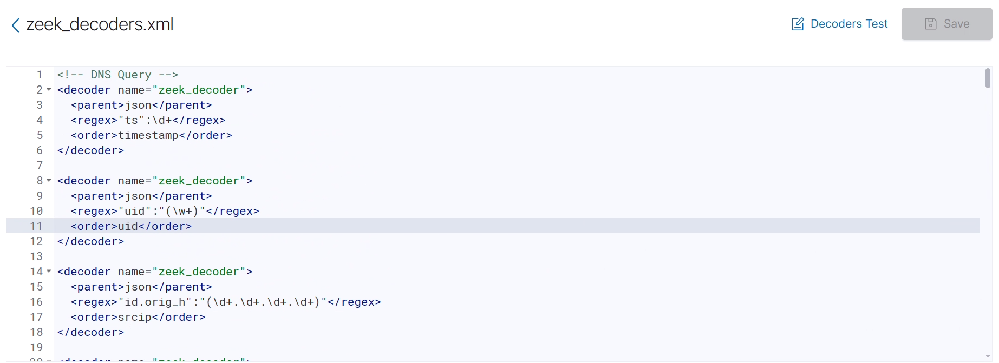 zeek_decoders.xml
Decoders Test
Save
1 <!-- DNS Query -->
2 <decoder name="zeek_decoder">
3   <parent>json</parent>
4   <regex>"ts":\d+</regex>
5   <order>timestamp</order>
6 </decoder>
7
8 <decoder name="zeek_decoder">
9   <parent>json</parent>
10   <regex>"uid":"(\w+)"</regex>
11   <order>uid</order>
12 </decoder>
13
14 <decoder name="zeek_decoder">
15   <parent>json</parent>
16   <regex>"id.orig_h":"(\d+.\d+.\d+.\d+)"</regex>
17   <order>srcip</order>
18 </decoder>
19
20 <decoder name="zeek_decoder">